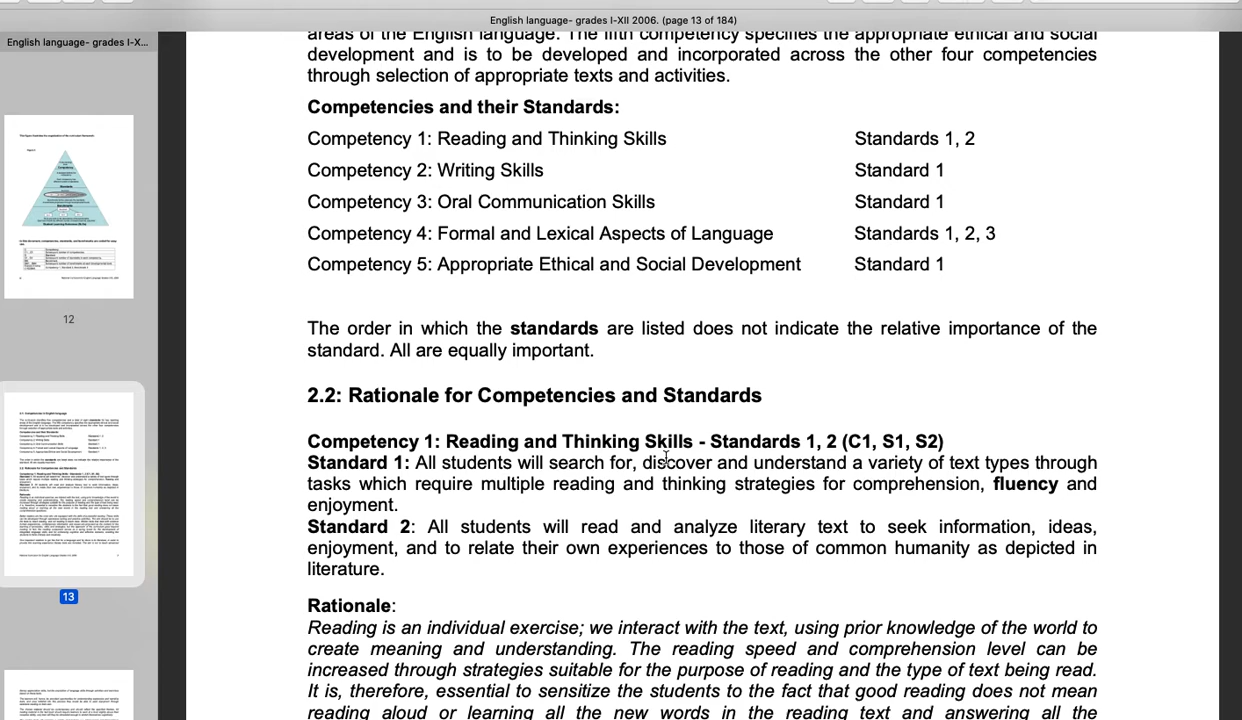 English language- grades I-XII 2006. (page 13 of 184)
English language- grades I-X...
12
13
areas of the English language. The fifth competency specifies the appropriate ethical and social
development and is to be developed and incorporated across the other four competencies
through selection of appropriate texts and activities.
Competencies and their Standards:
Competency 1: Reading and Thinking Skills Standards 1, 2
Competency 2: Writing Skills Standard 1
Competency 3: Oral Communication Skills Standard 1
Competency 4: Formal and Lexical Aspects of Language Standards 1, 2, 3
Competency 5: Appropriate Ethical and Social Development Standard 1
The order in which the standards are listed does not indicate the relative importance of the
standard. All are equally important.
2.2: Rationale for Competencies and Standards
Competency 1: Reading and Thinking Skills - Standards 1, 2 (C1, S1, S2)
Standard 1: All students will search for, discover and understand a variety of text types through
tasks which require multiple reading and thinking strategies for comprehension, fluency and
enjoyment.
Standard 2: All students will read and analyze literary text to seek information, ideas,
enjoyment, and to relate their own experiences to those of common humanity as depicted in
literature.
Rationale:
Reading is an individual exercise; we interact with the text, using prior knowledge of the world to
create meaning and understanding. The reading speed and comprehension level can be
increased through strategies suitable for the purpose of reading and the type of text being read.
It is, therefore, essential to sensitize the students to the fact that good reading does not mean
reading aloud or learning all the new words in the reading text and answering all the